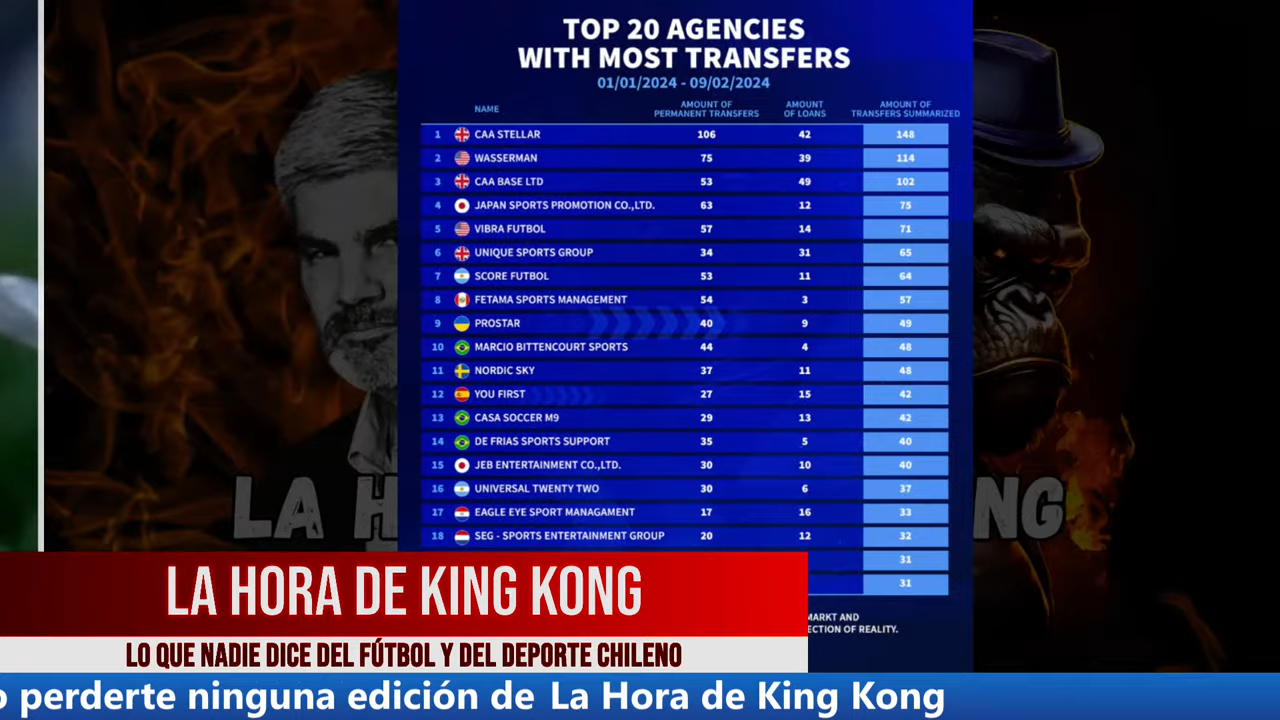 TOP 20 AGENCIES
WITH MOST TRANSFERS
01/01/2024 - 09/02/2024
NAME AMOUNT OF PERMANENT TRANSFERS AMOUNT OF LOANS AMOUNT OF TRANSFERS SUMMARIZED
1 CAA STELLAR 106 42 148
2 WASSERMAN 75 39 114
3 CAA BASE LTD 53 49 102
4 JAPAN SPORTS PROMOTION CO.,LTD. 63 12 75
5 VIBRA FUTBOL 57 14 71
6 UNIQUE SPORTS GROUP 34 31 65
7 SCORE FUTBOL 53 11 64
8 FETAMA SPORTS MANAGEMENT 54 3 57
9 PROSTAR 40 9 49
10 MARCIO BITTENCOURT SPORTS 44 4 48
11 NORDIC SKY 37 11 48
12 YOU FIRST 27 15 42
13 CASA SOCCER M9 29 13 42
14 DE FRIAS SPORTS SUPPORT 35 5 40
15 JEB ENTERTAINMENT CO.,LTD. 30 10 40
16 UNIVERSAL TWENTY TWO 30 6 37
17 EAGLE EYE SPORT MANAGAMENT 17 16 33
18 SEG - SPORTS ENTERTAINMENT GROUP 20 12 32
31
31
MARKT AND
ECTION OF REALITY.
LA H NG
LA HORA DE KING KONG
LO QUE NADIE DICE DEL FÚTBOL Y DEL DEPORTE CHILENO
o perderte ninguna edición de La Hora de King Kong